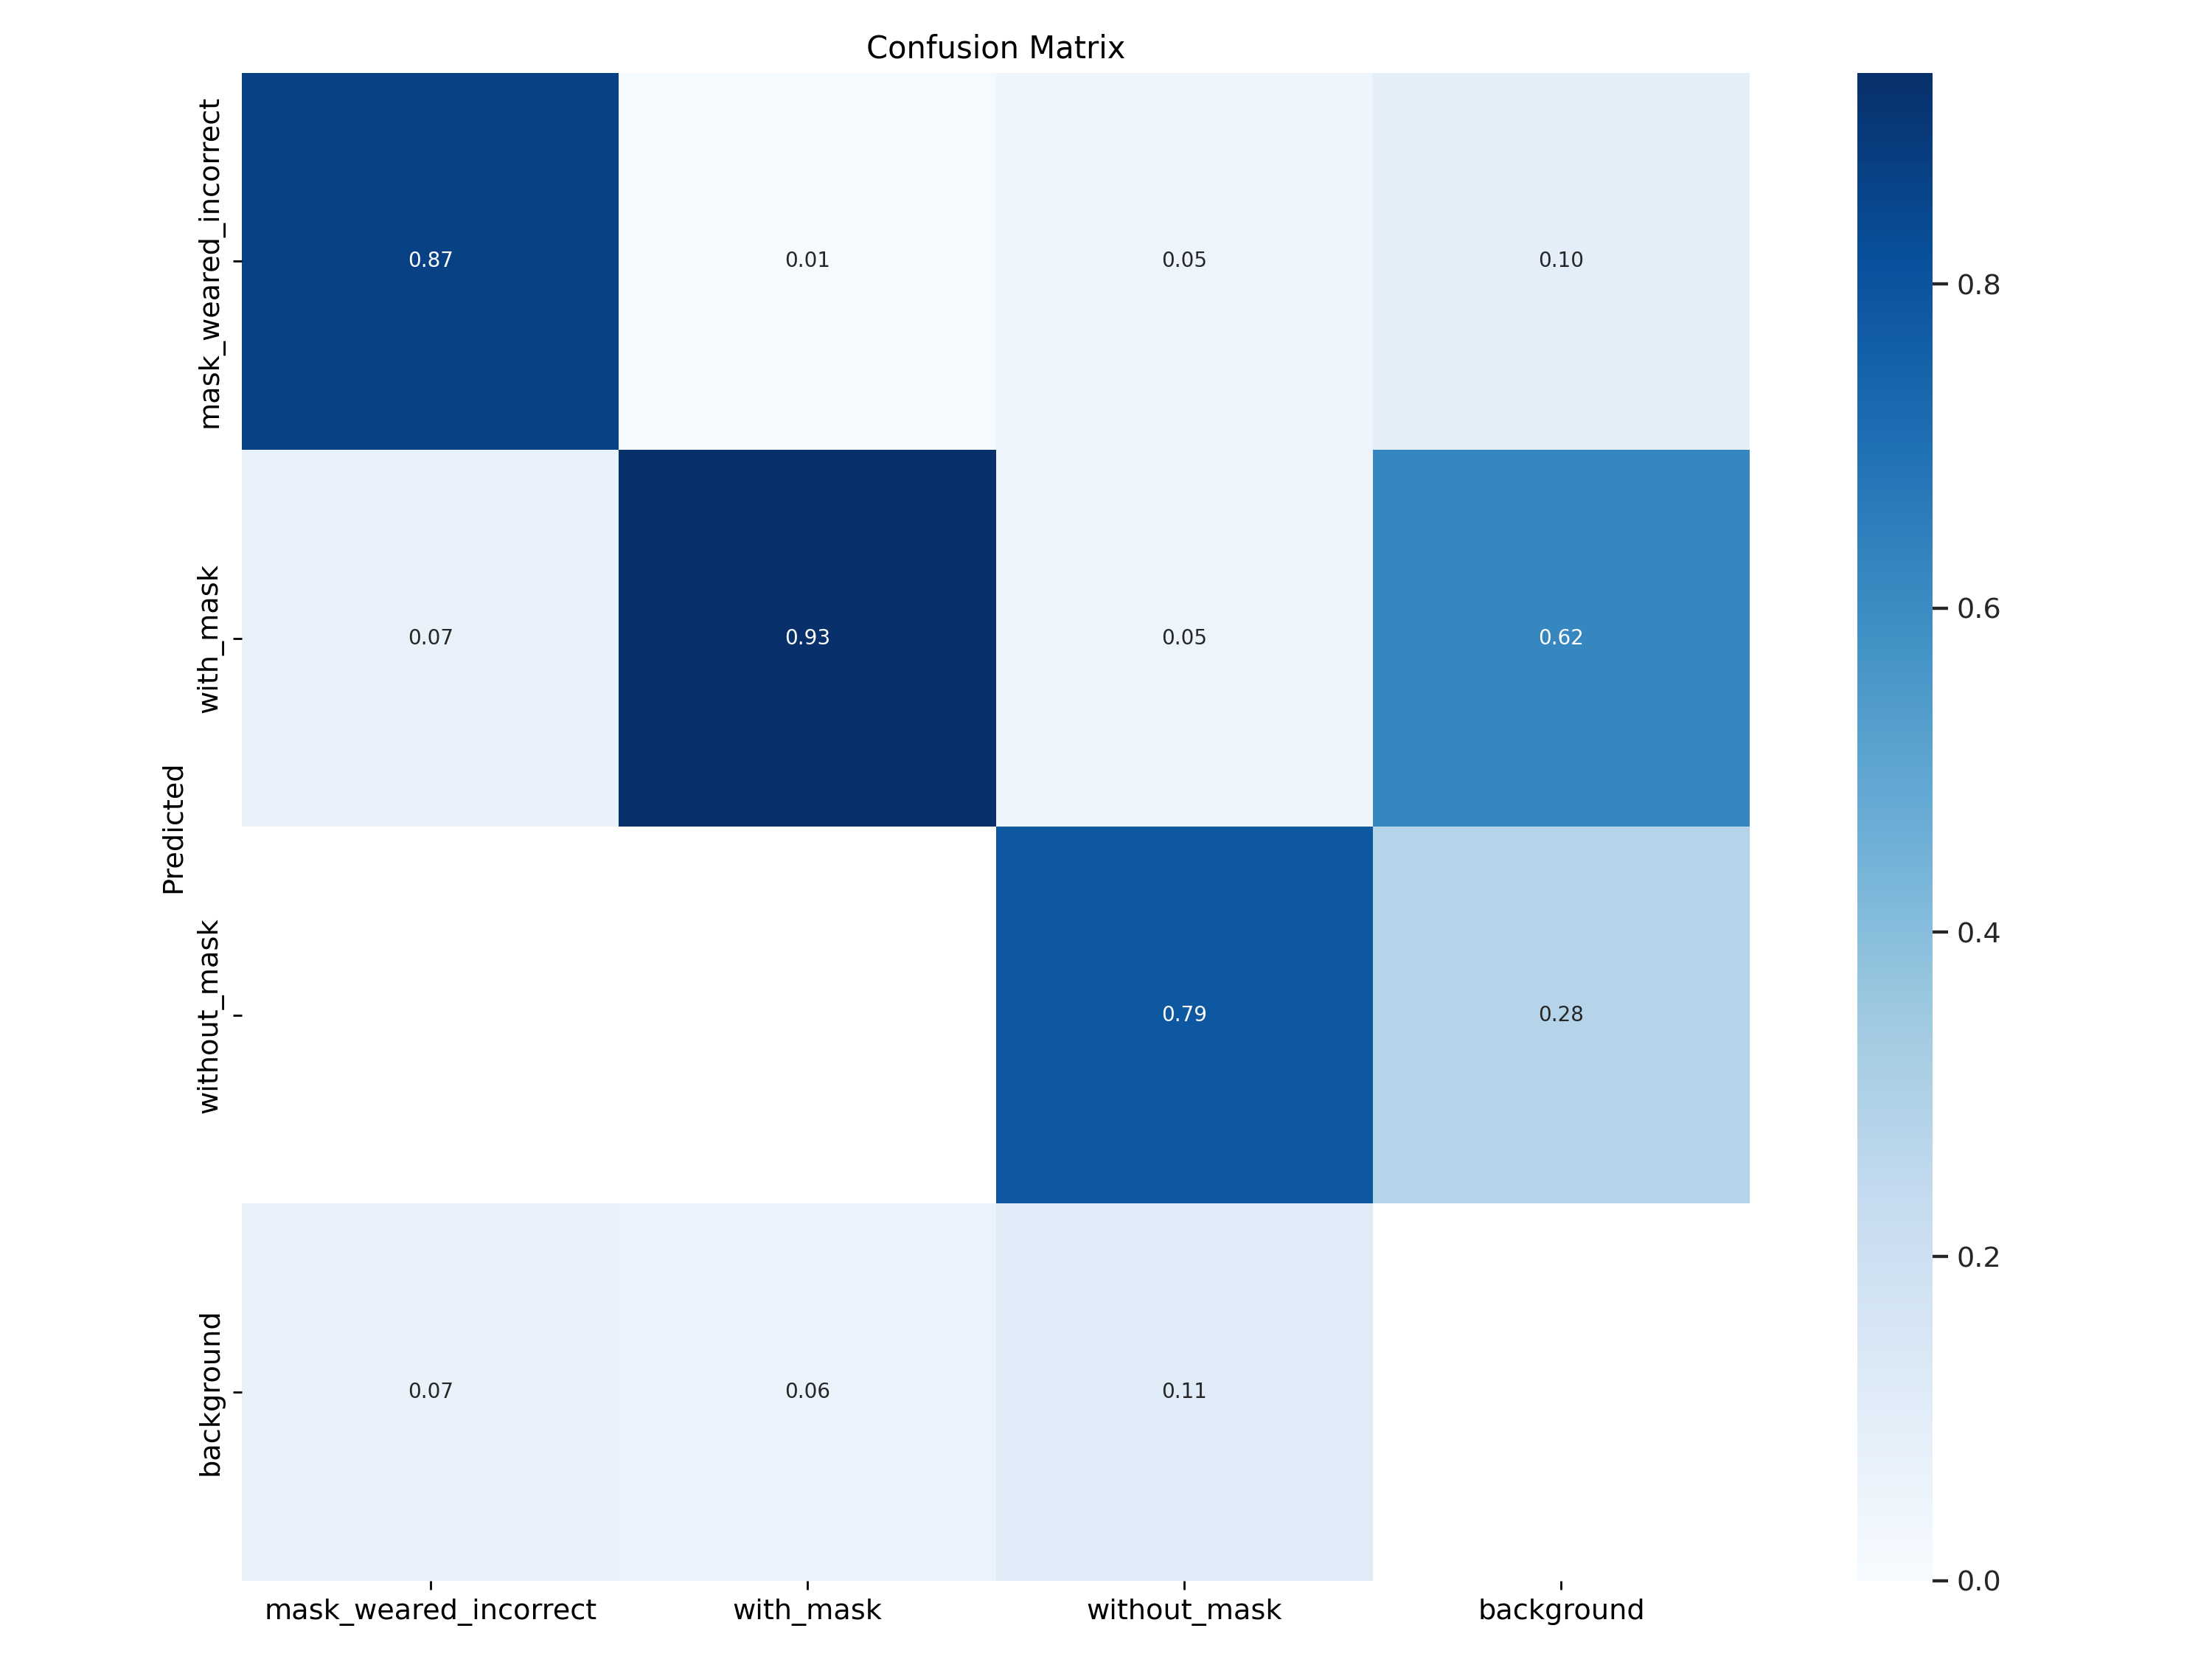 Confusion Matrix
Predicted
mask_weared_incorrect
0.87 0.01 0.05 0.10
with_mask
0.07 0.93 0.05 0.62
without_mask
0.79 0.28
background
0.07 0.06 0.11
mask_weared_incorrect with_mask without_mask background
0.8
0.6
0.4
0.2
0.0